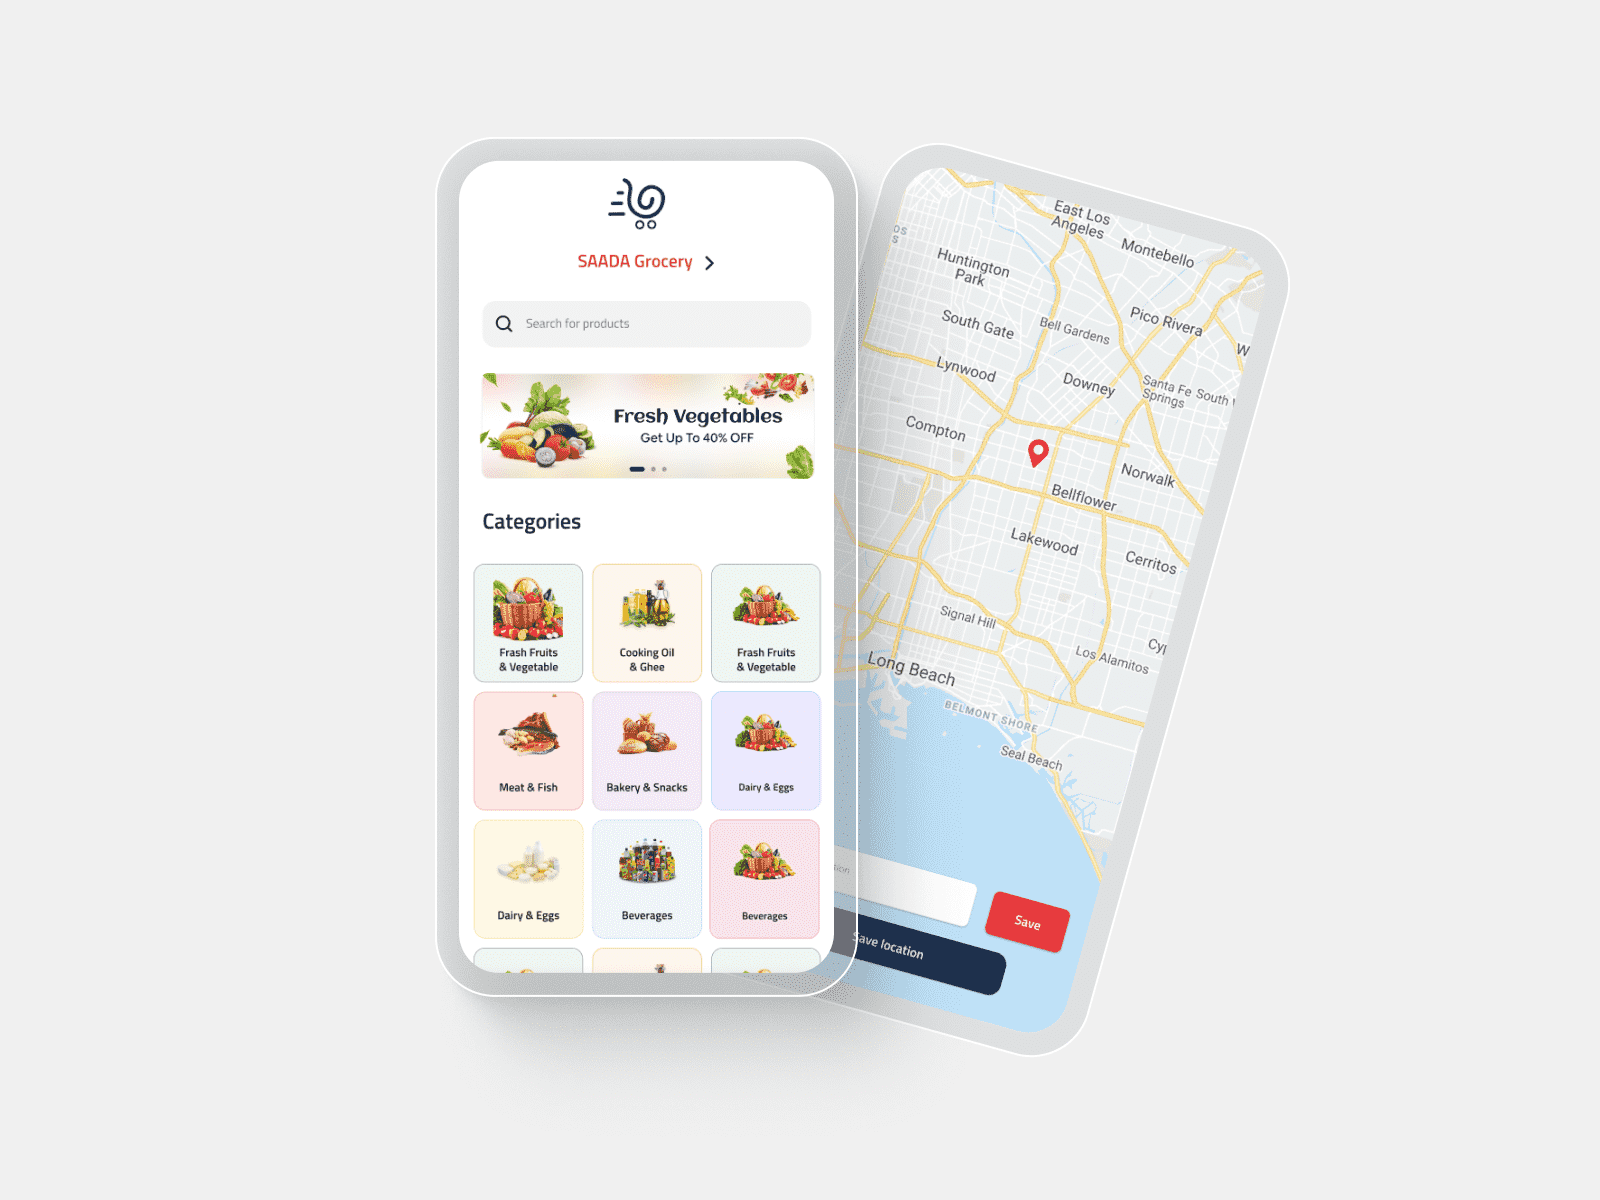 SAADA Grocery
Search for products
Fresh Vegetables
Get Up To 40% OFF
Categories
Frash Fruits
& Vegetable
Cooking Oil
& Ghee
Frash Fruits
& Vegetable
Meat & Fish
Bakery & Snacks
Dairy & Eggs
Dairy & Eggs
Beverages
Beverages
East Los
Angeles
Montebello
Huntington
Park
South Gate
Bell Gardens
Pico Rivera
W
Lynwood
Downey
Santa Fe
Springs
South
Compton
Norwalk
Bellflower
Lakewood
Cerritos
Signal Hill
Cyp
Los Alamitos
Long Beach
BELMONT SHORE
Seal Beach
Save
Save location